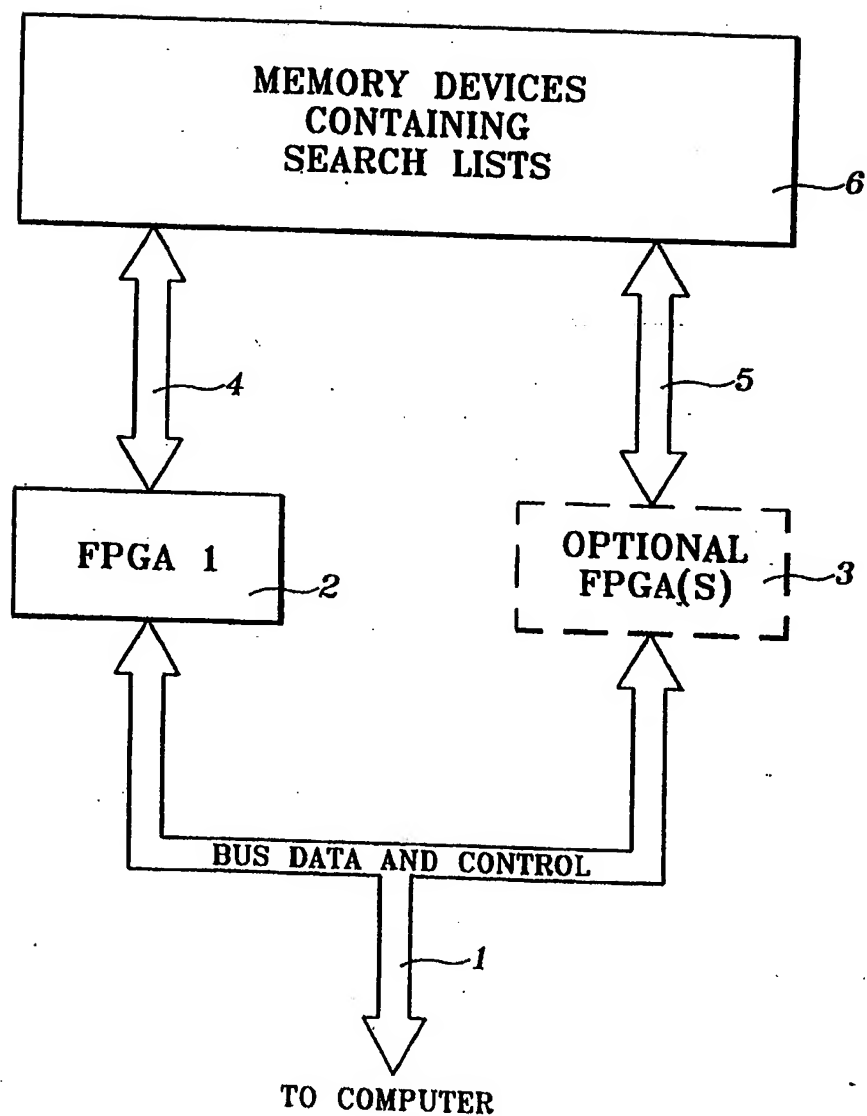 MEMORY DEVICES
CONTAINING
SEARCH LISTS
6
4
5
FPGA 1
2
OPTIONAL
FPGA(S)
3
BUS DATA AND CONTROL
1
TO COMPUTER